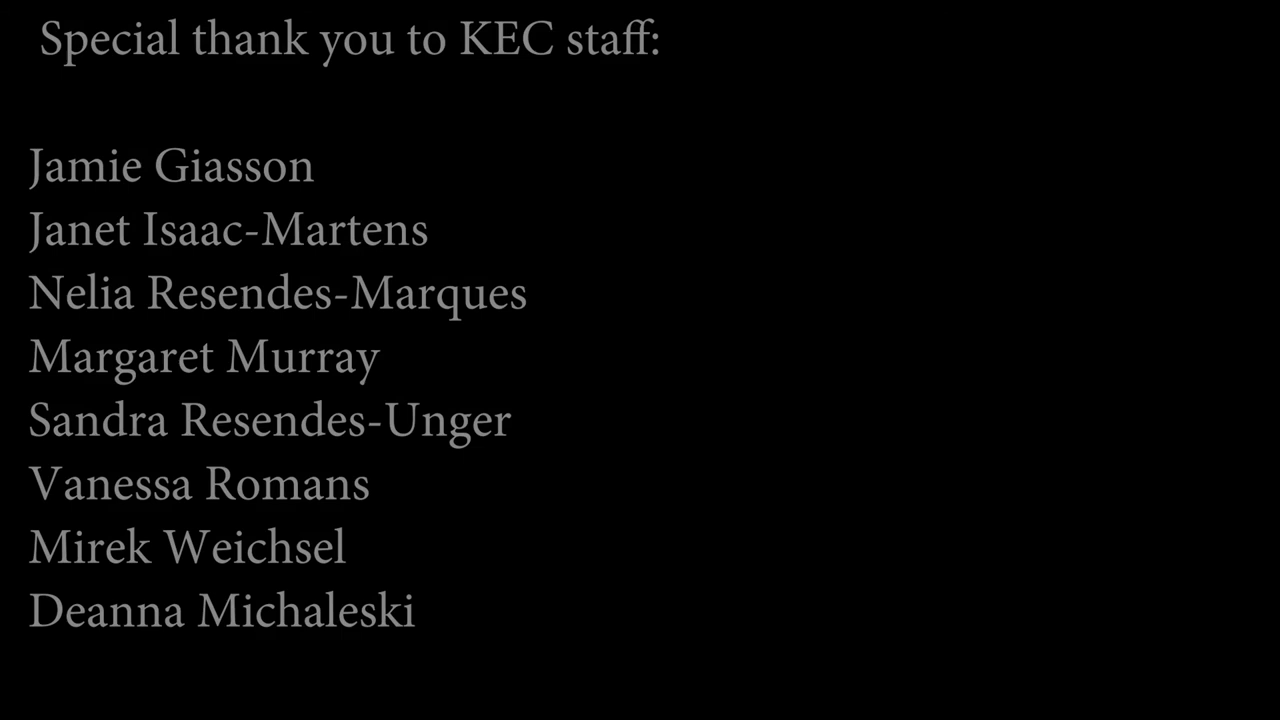 Special thank you to KEC staff:
Jamie Giasson
Janet Isaac-Martens
Nelia Resendes-Marques
Margaret Murray
Sandra Resendes-Unger
Vanessa Romans
Mirek Weichsel
Deanna Michaleski